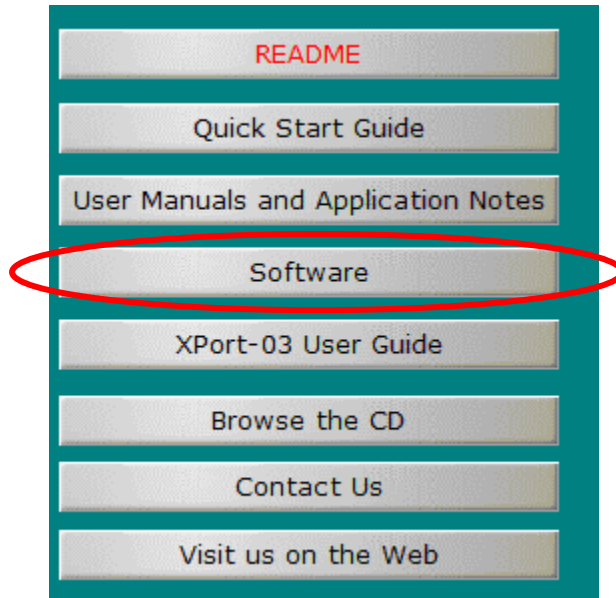 README
Quick Start Guide
User Manuals and Application Notes
Software
XPort-03 User Guide
Browse the CD
Contact Us
Visit us on the Web